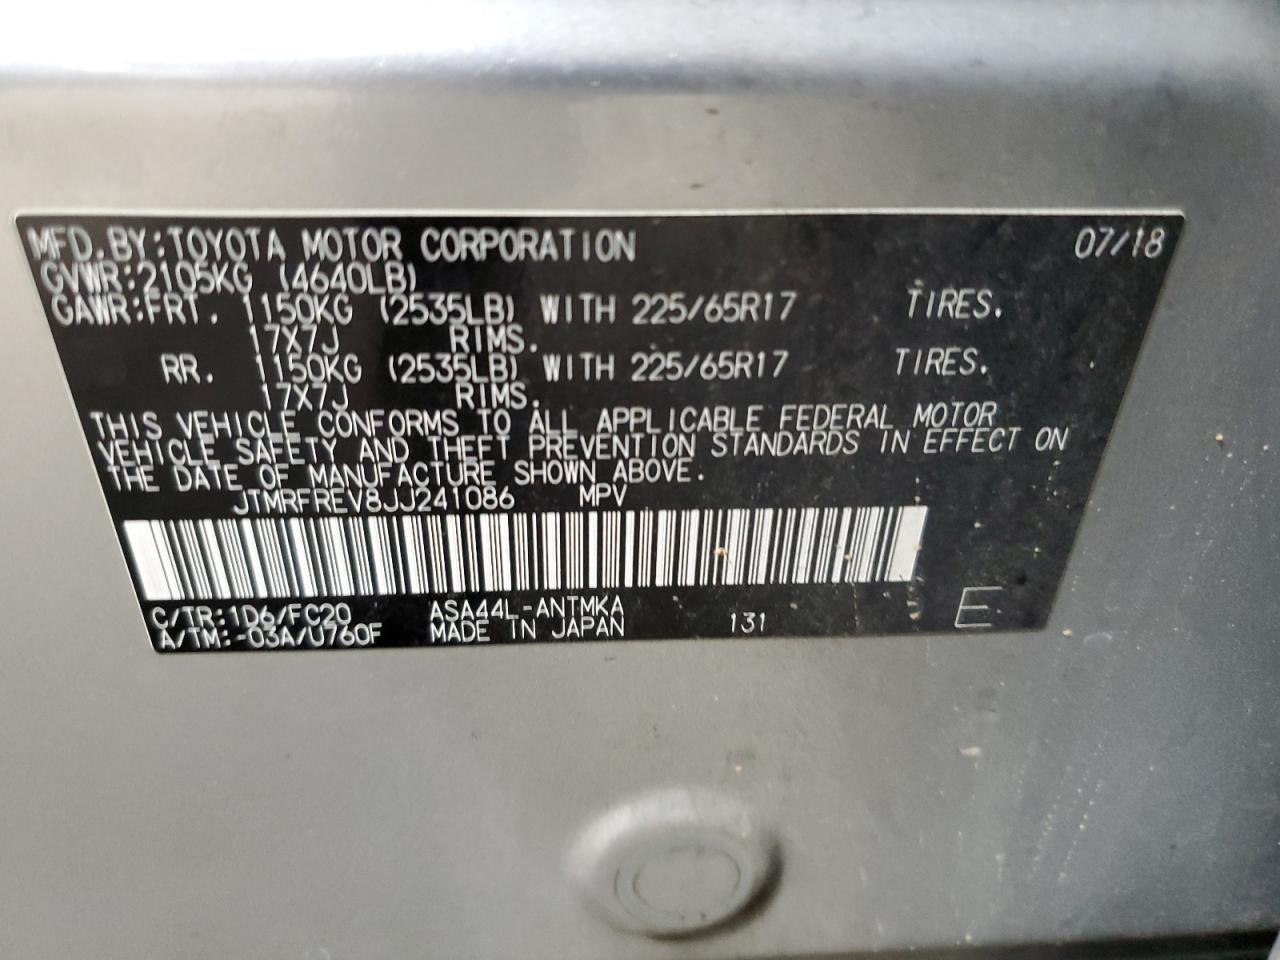 MFD.BY:TOYOTA MOTOR CORPORATION 07/18
GVWR:2105KG (4640LB)
GAWR:FRT. 1150KG (2535LB) WITH 225/65R17 TIRES.
17X7J RIMS.
RR. 1150KG (2535LB) WITH 225/65R17 TIRES.
17X7J RIMS.
THIS VEHICLE CONFORMS TO ALL APPLICABLE FEDERAL MOTOR
VEHICLE SAFETY AND THEFT PREVENTION STANDARDS IN EFFECT ON
THE DATE OF MANUFACTURE SHOWN ABOVE.
JTMRFREV8JJ241086 MPV
C/TR:1D6/FC20 ASA44L-ANTMKA
A/TM:-03A/U760F MADE IN JAPAN 131 E